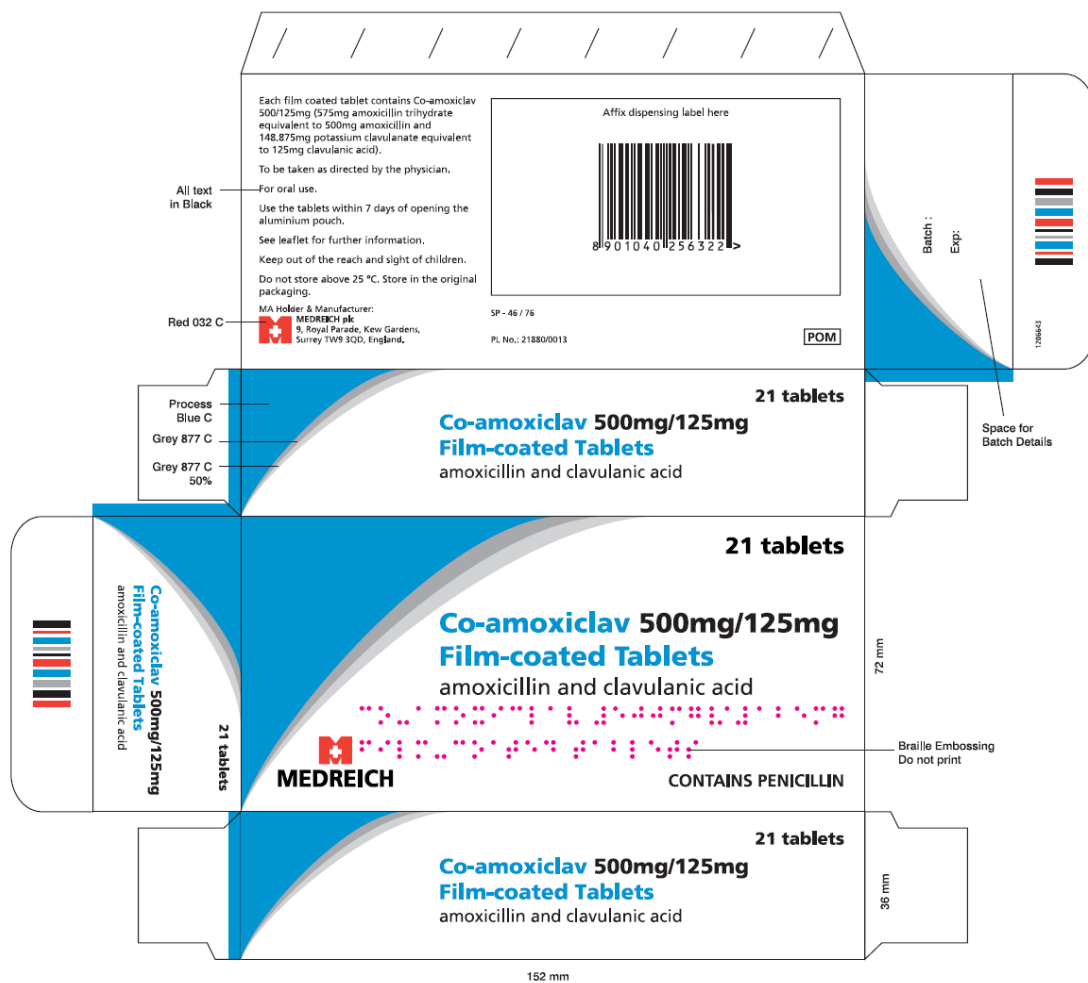 Each film coated tablet contains Co-amoxiclav
500/125mg (575mg amoxicillin trihydrate
equivalent to 500mg amoxicillin and
148.875mg potassium clavulanate equivalent
to 125mg clavulanic acid).
To be taken as directed by the physician.
For oral use.
Use the tablets within 7 days of opening the
aluminium pouch.
See leaflet for further information.
Keep out of the reach and sight of children.
Do not store above 25 °C. Store in the original
packaging.
MA Holder & Manufacturer:
MEDREICH plc
9, Royal Parade, Kew Gardens,
Surrey TW9 3QD, England.
Affix dispensing label here
8 901040 256322 >
SP - 46 / 76
PL No.: 21880/0013
POM
All text
in Black
Red 032 C
Batch :
Exp:
1206643
Space for
Batch Details
Process
Blue C
Grey 877 C
Grey 877 C
50%
21 tablets
Co-amoxiclav 500mg/125mg
Film-coated Tablets
amoxicillin and clavulanic acid
Co-amoxiclav 500mg/125mg
Film-coated Tablets
amoxicillin and clavulanic acid
21 tablets
21 tablets
Co-amoxiclav 500mg/125mg
Film-coated Tablets
amoxicillin and clavulanic acid
MEDREICH
CONTAINS PENICILLIN
72 mm
Braille Embossing
Do not print
21 tablets
Co-amoxiclav 500mg/125mg
Film-coated Tablets
amoxicillin and clavulanic acid
36 mm
152 mm